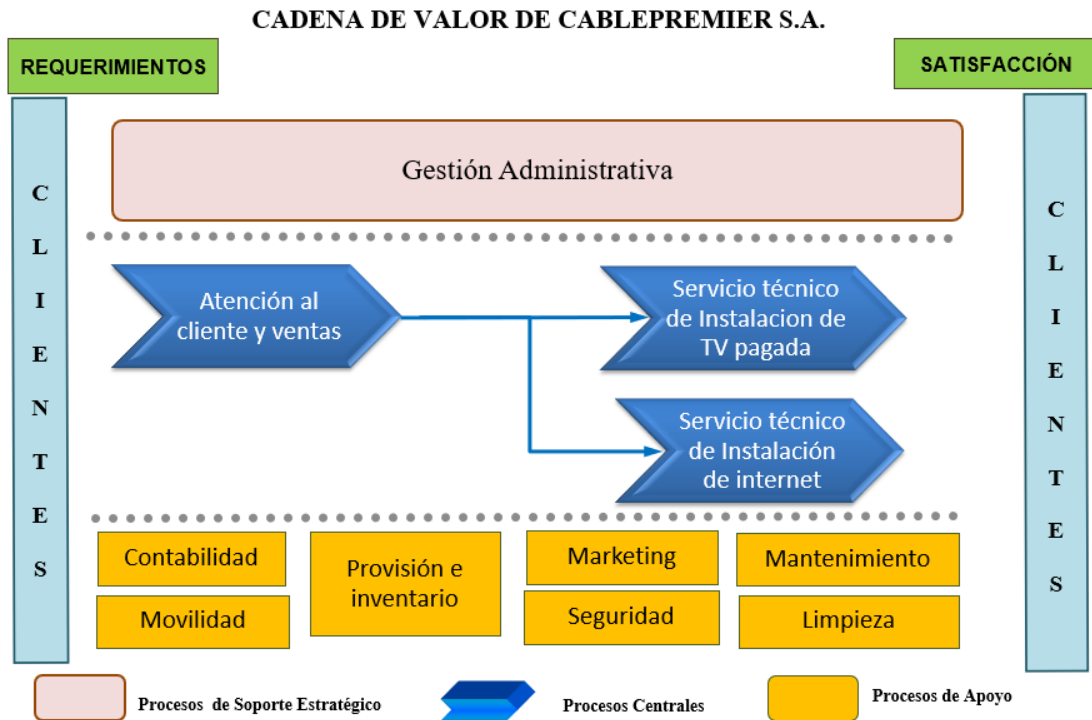 CADENA DE VALOR DE CABLEPREMIER S.A.
REQUERIMIENTOS
SATISFACCIÓN
CLIENTES
Gestión Administrativa
Atención al
cliente y ventas
Servicio técnico
de Instalacion de
TV pagada
Servicio técnico
de Instalación
de internet
CLIENTES
Contabilidad
Movilidad
Provisión e
inventario
Marketing
Seguridad
Mantenimiento
Limpieza
Procesos de Soporte Estratégico
Procesos Centrales
Procesos de Apoyo